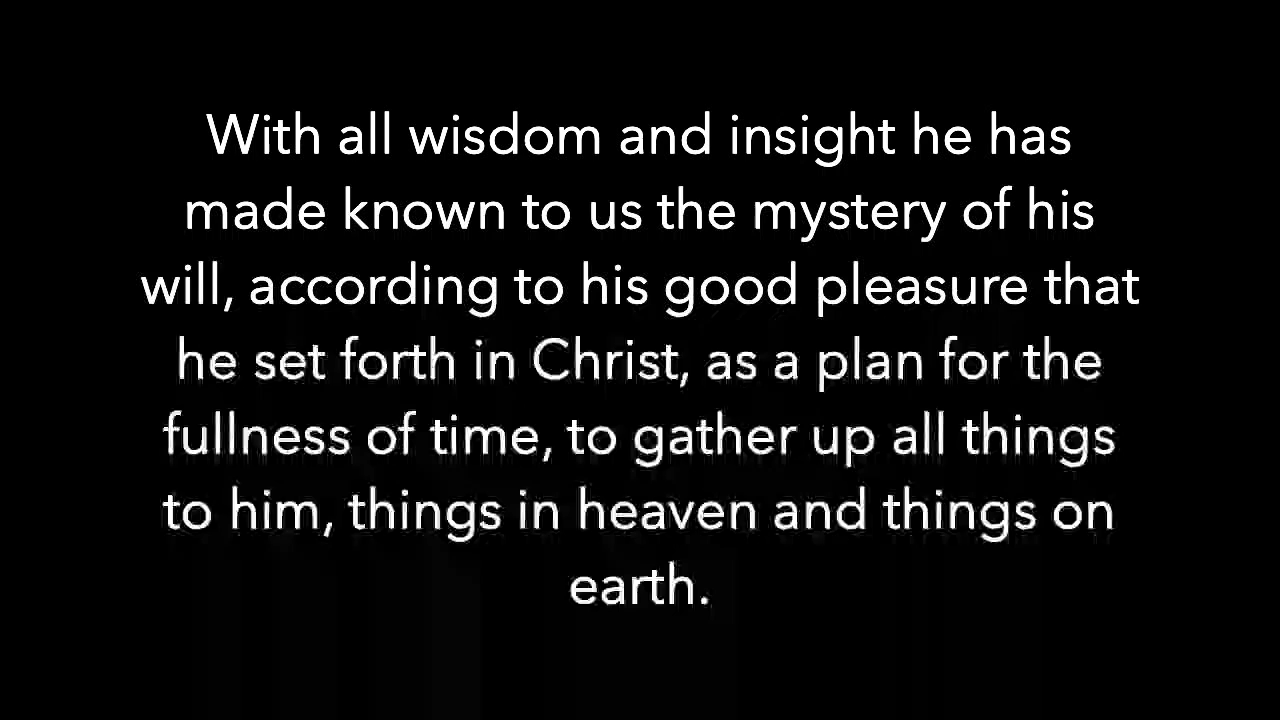 With all wisdom and insight he has
made known to us the mystery of his
will, according to his good pleasure that
he set forth in Christ, as a plan for the
fullness of time, to gather up all things
to him, things in heaven and things on
earth.